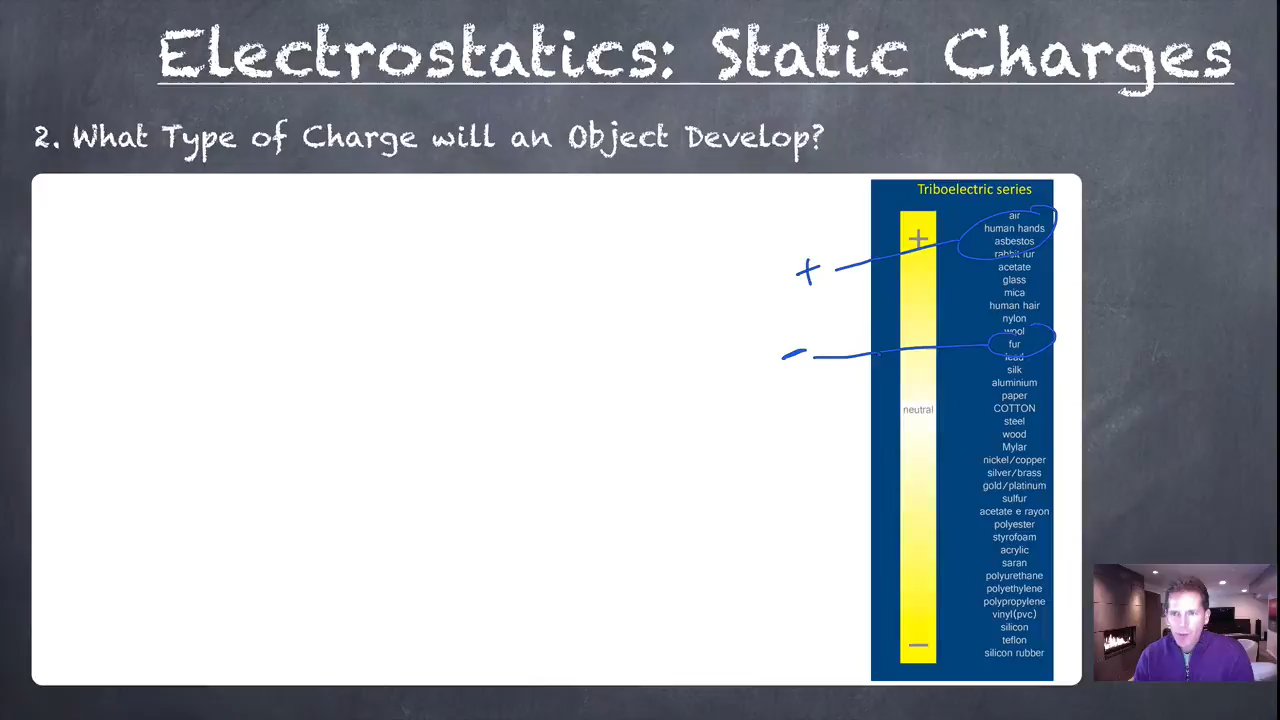 Electrostatics: Static Charges
2. What Type of Charge will an Object Develop?
Triboelectric series
+
air
human hands
asbestos
rabbit fur
acetate
glass
mica
human hair
nylon
wool
fur
lead
silk
aluminium
paper
neutral
COTTON
steel
wood
Mylar
nickel/copper
silver/brass
gold/platinum
sulfur
acetate e rayon
polyester
styrofoam
acrylic
saran
polyurethane
polyethylene
polypropylene
vinyl(pvc)
silicon
teflon
silicon rubber
—
+
-